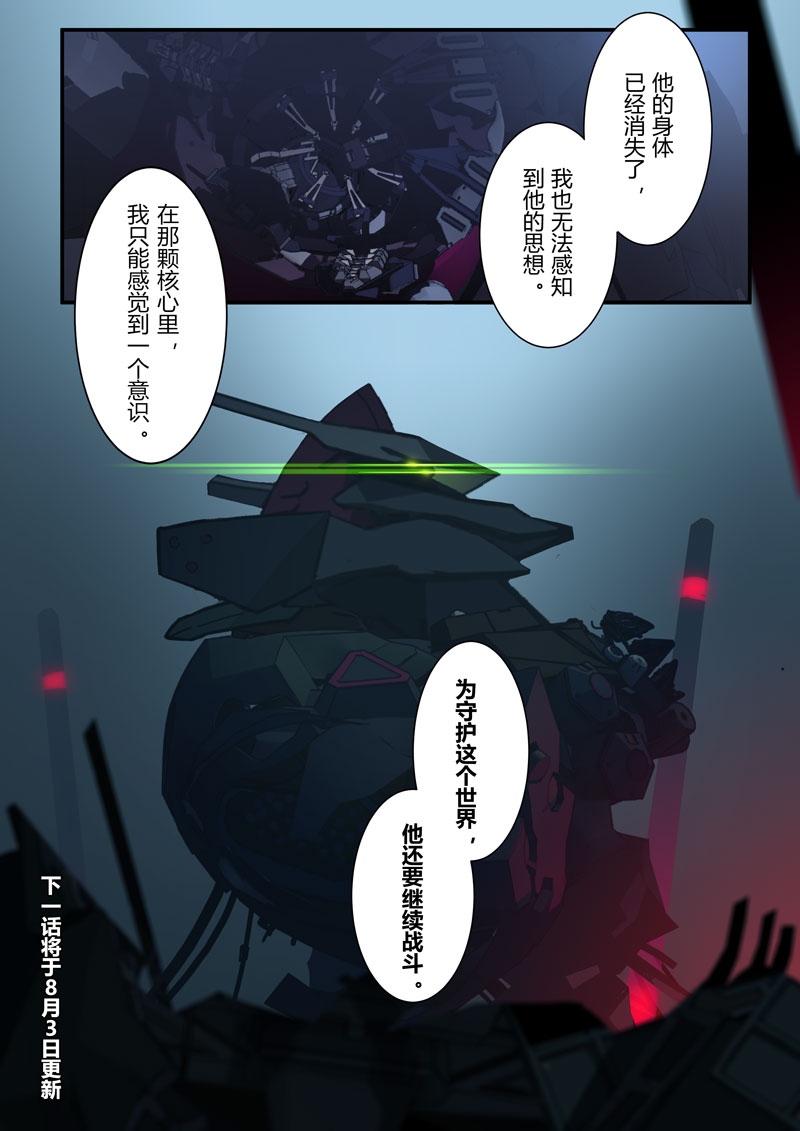 他的身体
已经消失了，
我也无法感知
到他的思想。
在那颗核心里，
我只能感觉到一个意识。
为守护这个世界，
他还要继续战斗。
下一话将于8月3日更新